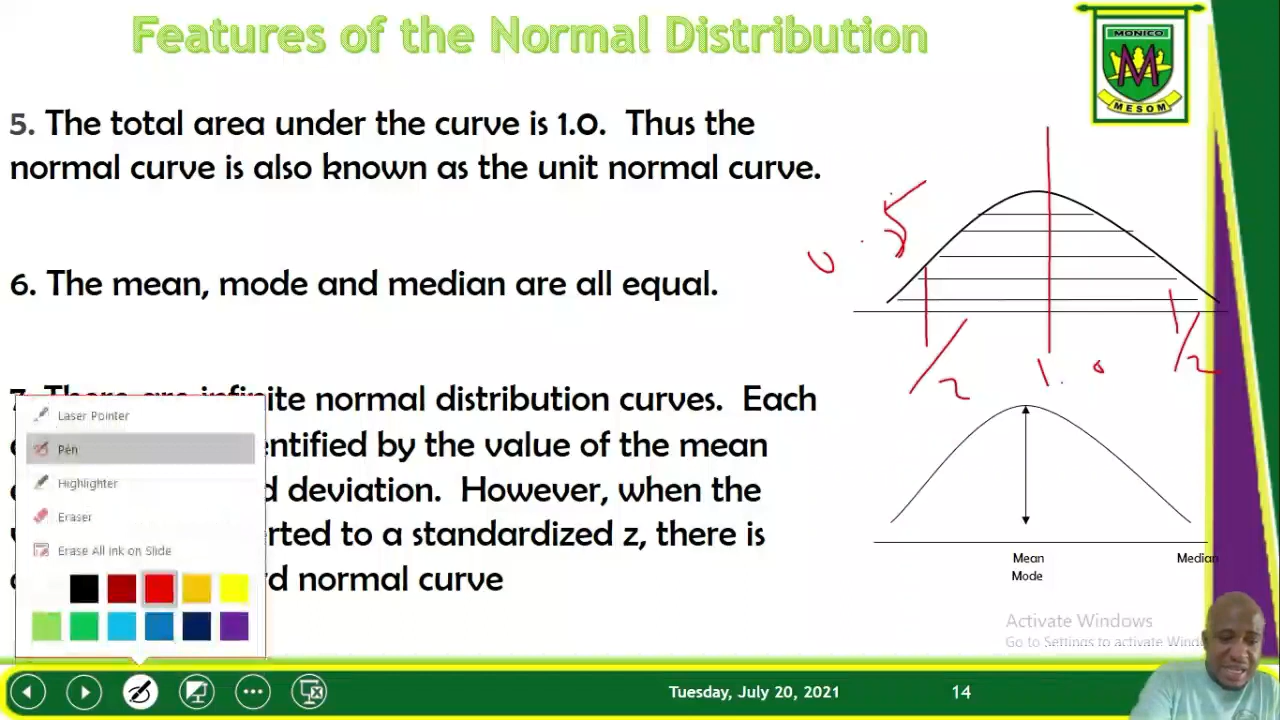 Features of the Normal Distribution
MONICO
M
MESOM
5. The total area under the curve is 1.0. Thus the
normal curve is also known as the unit normal curve.
0.5
1/2
1.0
1/2
6. The mean, mode and median are all equal.
infinite normal distribution curves. Each
entified by the value of the mean
d deviation. However, when the
erted to a standardized z, there is
rd normal curve
Laser Pointer
Pen
Highlighter
Eraser
Erase All Ink on Slide
Mean
Mode
Median
Activate Windows
Go to Settings to activate Wind
Tuesday, July 20, 2021
14